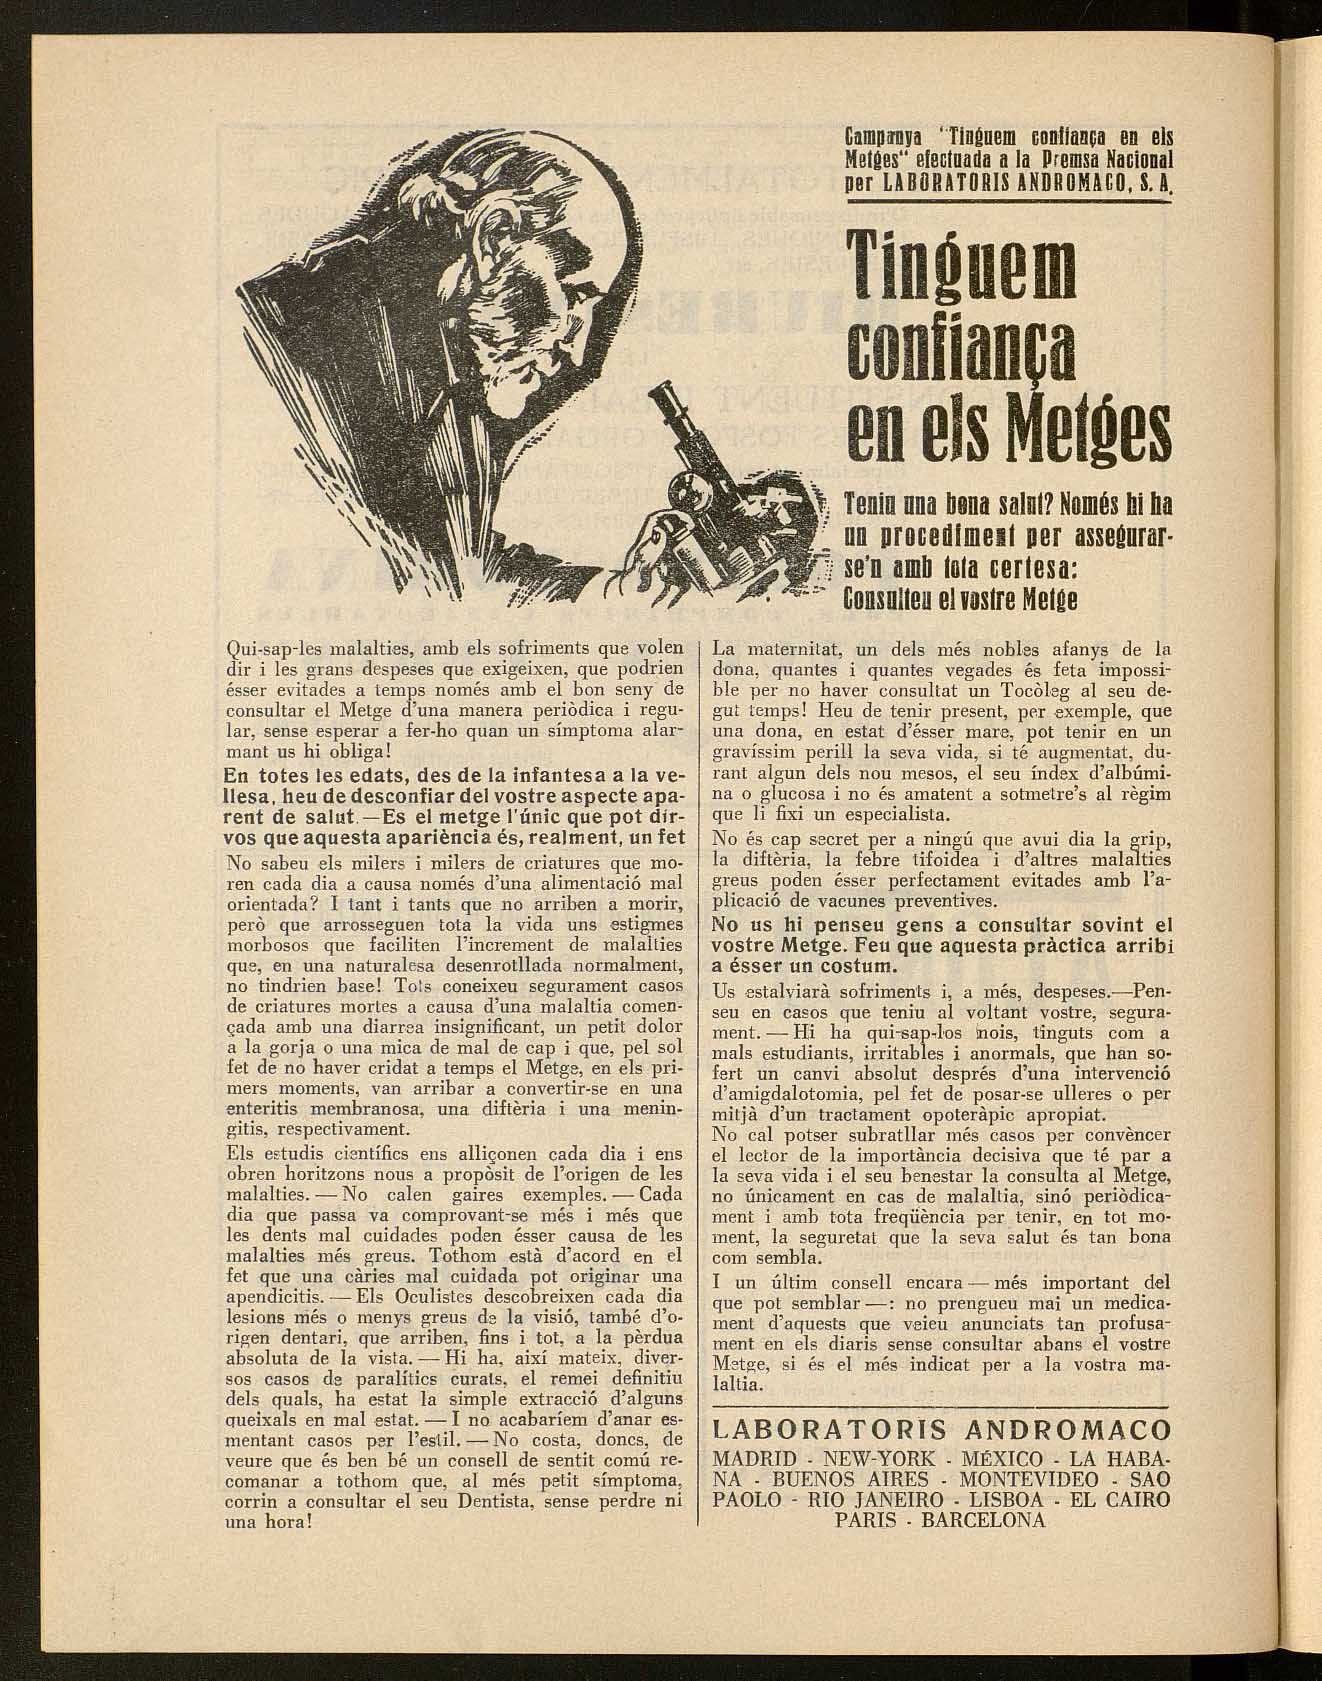 Campanya "Tinguem confiança en els
Metges" efectuada a la Premsa Nacional
per LABORATORIS ANDROMACO, S. A.
Tinguem
confiança
en els Metges
Teniu una bona salut? Només hi ha
un procediment per assegurar-
se'n amb tota certesa:
Consulteu el vostre Metge
Qui-sap-les malalties, amb els sofriments que volen
dir i les grans despeses que exigeixen, que podrien
ésser evitades a temps només amb el bon seny de
consultar el Metge d'una manera periòdica i regu-
lar, sense esperar a fer-ho quan un símptoma alar-
mant us hi obliga!
En totes les edats, des de la infantesa a la ve-
llesa, heu de desconfiar del vostre aspecte apa-
rent de salut.—Es el metge l'únic que pot dir-
vos que aquesta apariència és, realment, un fet
No sabeu els milers i milers de criatures que mo-
ren cada dia a causa només d'una alimentació mal
orientada? I tant i tants que no arriben a morir,
però que arrosseguen tota la vida uns estigmes
morbosos que faciliten l'increment de malalties
que, en una naturalesa desenrotllada normalment,
no tindrien base! Tots coneixeu segurament casos
de criatures mortes a causa d'una malaltia comen-
çada amb una diarrea insignificant, un petit dolor
a la gorja o una mica de mal de cap i que, pel sol
fet de no haver cridat a temps el Metge, en els pri-
mers moments, van arribar a convertir-se en una
enteritis membranosa, una diftèria i una menin-
gitis, respectivament.
Els estudis científics ens alliçonen cada dia i ens
obren horitzons nous a propòsit de l'origen de les
malalties. — No calen gaires exemples. — Cada
dia que passa va comprovant-se més i més que
les dents mal cuidades poden ésser causa de les
malalties més greus. Tothom està d'acord en el
fet que una càries mal cuidada pot originar una
apendicitis. — Els Oculistes descobreixen cada dia
lesions més o menys greus de la visió, també d'o-
rigen dentari, que arriben, fins i tot, a la pèrdua
absoluta de la vista. — Hi ha, així mateix, diver-
sos casos de paralítics curats, el remei definitiu
dels quals, ha estat la simple extracció d'alguns
queixals en mal estat. — I no acabaríem d'anar es-
mentant casos per l'estil. — No costa, doncs, de
veure que és ben bé un consell de sentit comú re-
comanar a tothom que, al més petit símptoma,
corrin a consultar el seu Dentista, sense perdre ni
una hora!
La maternitat, un dels més nobles afanys de la
dona, quantes i quantes vegades és feta impossi-
ble per no haver consultat un Tocòleg al seu de-
gut temps! Heu de tenir present, per exemple, que
una dona, en estat d'ésser mare, pot tenir en un
gravíssim perill la seva vida, si té augmentat, du-
rant algun dels nou mesos, el seu índex d'albúmi-
na o glucosa i no és amatent a sotmetre's al règim
que li fixi un especialista.
No és cap secret per a ningú que avui dia la grip,
la diftèria, la febre tifoidea i d'altres malalties
greus poden ésser perfectament evitades amb l'a-
plicació de vacunes preventives.
No us hi penseu gens a consultar sovint el
vostre Metge. Feu que aquesta pràctica arribi
a ésser un costum.
Us estalviarà sofriments i, a més, despeses.—Pen-
seu en casos que teniu al voltant vostre, segura-
ment. — Hi ha qui-sap-los nois, tinguts com a
mals estudiants, irritables i anormals, que han so-
fert un canvi absolut després d'una intervenció
d'amigdalotomia, pel fet de posar-se ulleres o per
mitjà d'un tractament opoteràpic apropiat.
No cal potser subratllar més casos per convèncer
el lector de la importància decisiva que té par a
la seva vida i el seu benestar la consulta al Metge,
no únicament en cas de malaltia, sinó periòdica-
ment i amb tota freqüència per tenir, en tot mo-
ment, la seguretat que la seva salut és tan bona
com sembla.
I un últim consell encara — més important del
que pot semblar —: no prengueu mai un medica-
ment d'aquests que veieu anunciats tan profusa-
ment en els diaris sense consultar abans el vostre
Metge, si és el més indicat per a la vostra ma-
laltia.
LABORATORIS ANDROMACO
MADRID - NEW-YORK - MÉXICO - LA HABA-
NA - BUENOS AIRES - MONTEVIDEO - SAO
PAOLO - RIO JANEIRO - LISBOA - EL CAIRO
PARIS - BARCELONA